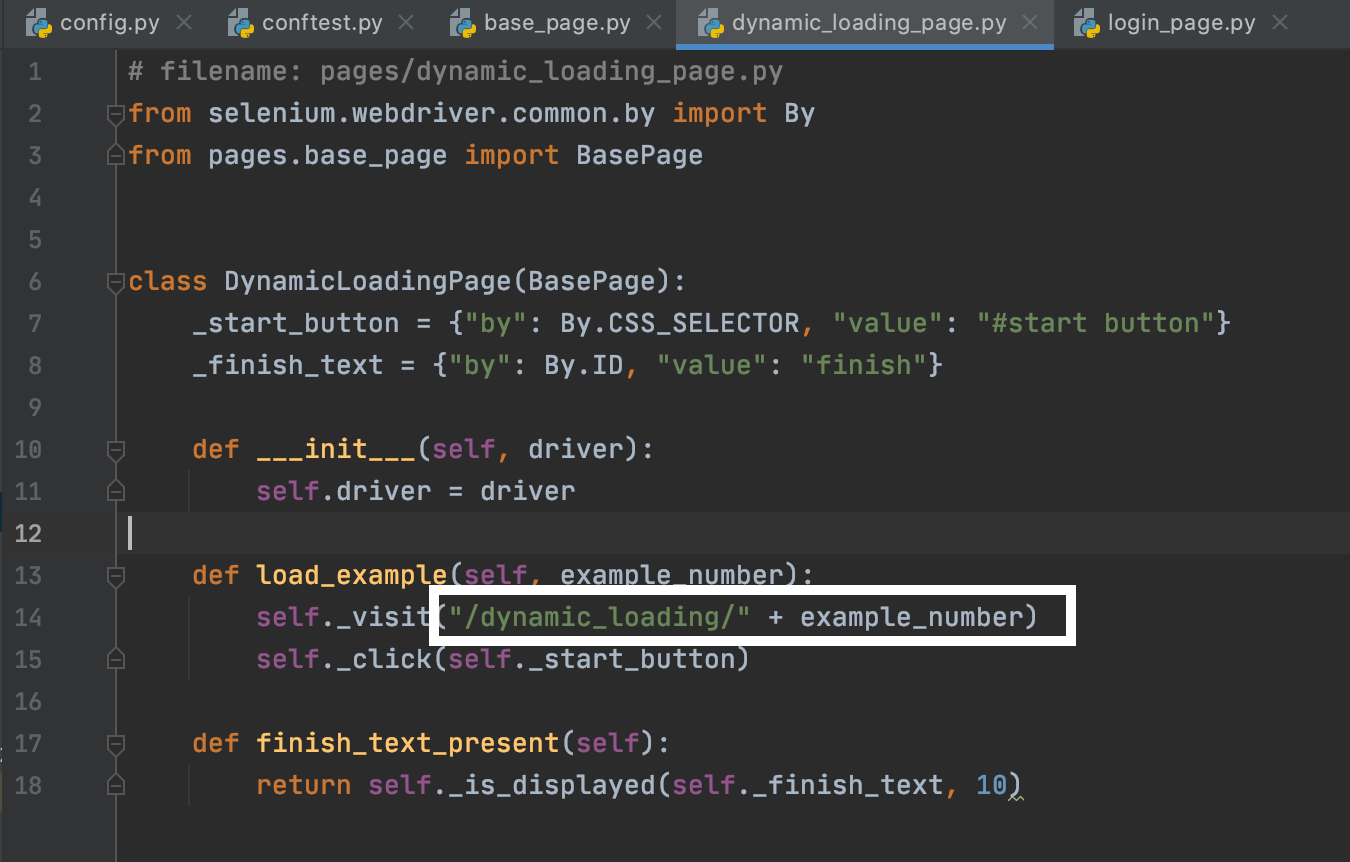 config.py conftest.py base_page.py dynamic_loading_page.py login_page.py
1 # filename: pages/dynamic_loading_page.py
2 from selenium.webdriver.common.by import By
3 from pages.base_page import BasePage
4
5
6 class DynamicLoadingPage(BasePage):
7 _start_button = {"by": By.CSS_SELECTOR, "value": "#start button"}
8 _finish_text = {"by": By.ID, "value": "finish"}
9
10 def ___init___(self, driver):
11 self.driver = driver
12
13 def load_example(self, example_number):
14 self._visit("/dynamic_loading/" + example_number)
15 self._click(self._start_button)
16
17 def finish_text_present(self):
18 return self._is_displayed(self._finish_text, 10)